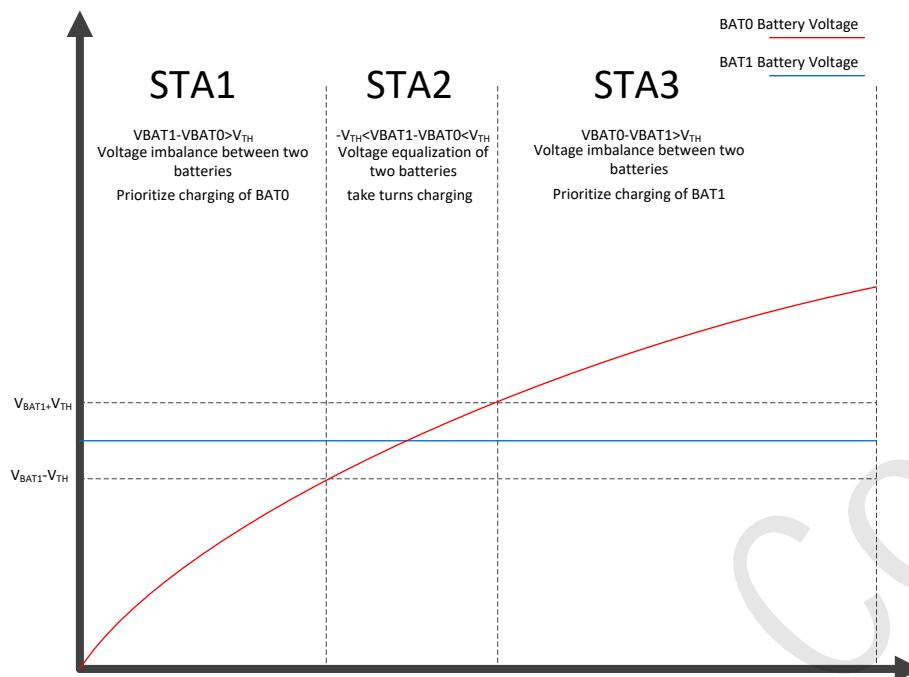 BAT0 Battery Voltage
BAT1 Battery Voltage
STA1
STA2
STA3
VBAT1-VBAT0>VTH
Voltage imbalance between two
batteries
Prioritize charging of BAT0
-VTH<VBAT1-VBAT0<VTH
Voltage equalization of
two batteries
take turns charging
VBAT0-VBAT1>VTH
Voltage imbalance between two
batteries
Prioritize charging of BAT1
VBAT1+VTH
VBAT1-VTH